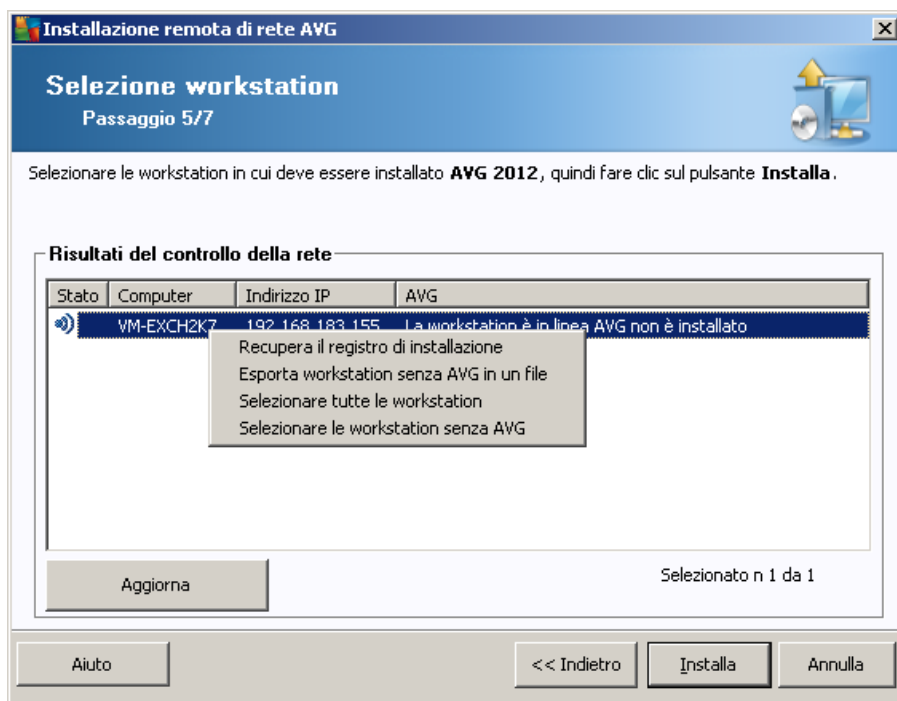 Installazione remota di rete AVG
Selezione workstation
Passaggio 5/7
Selezionare le workstation in cui deve essere installato AVG 2012, quindi fare clic sul pulsante Installa.
Risultati del controllo della rete
Stato Computer Indirizzo IP AVG
VM-EXCH2K7 192.168.183.155 La workstation è in linea AVG non è installato
Recupera il registro di installazione
Esporta workstation senza AVG in un file
Selezionare tutte le workstation
Selezionare le workstation senza AVG
Aggiorna
Selezionato n 1 da 1
Aiuto << Indietro Installa Annulla